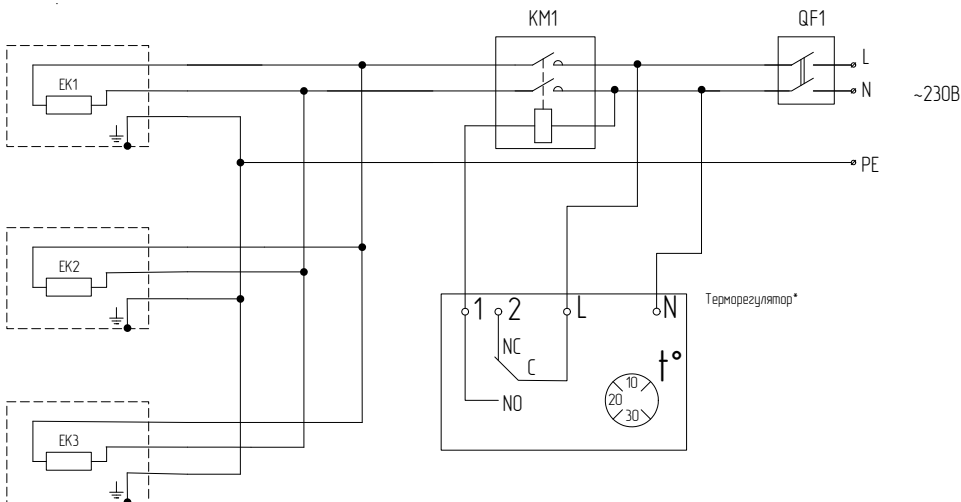 KM1
QF1
L
EK1
N
~230В
PE
EK2
Терморегулятор*
1
2
L
N
NC
C
t°
10
20
30
NO
EK3